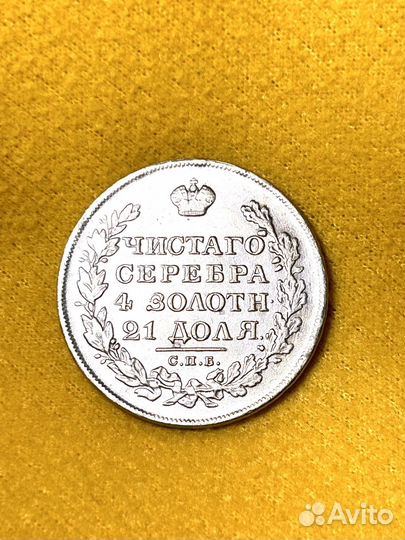 ЧИСТАГО
СЕРЕБРА
4 ЗОЛОТН
21 ДОЛЯ.
С.П.Б.
Avito